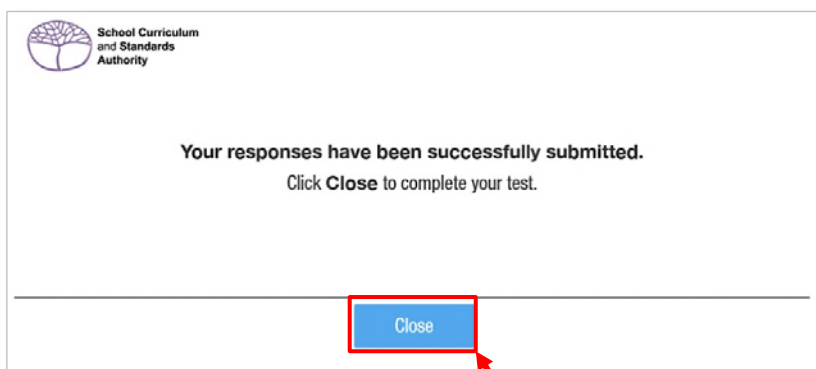 School Curriculum
and Standards
Authority
Your responses have been successfully submitted.
Click Close to complete your test.
Close